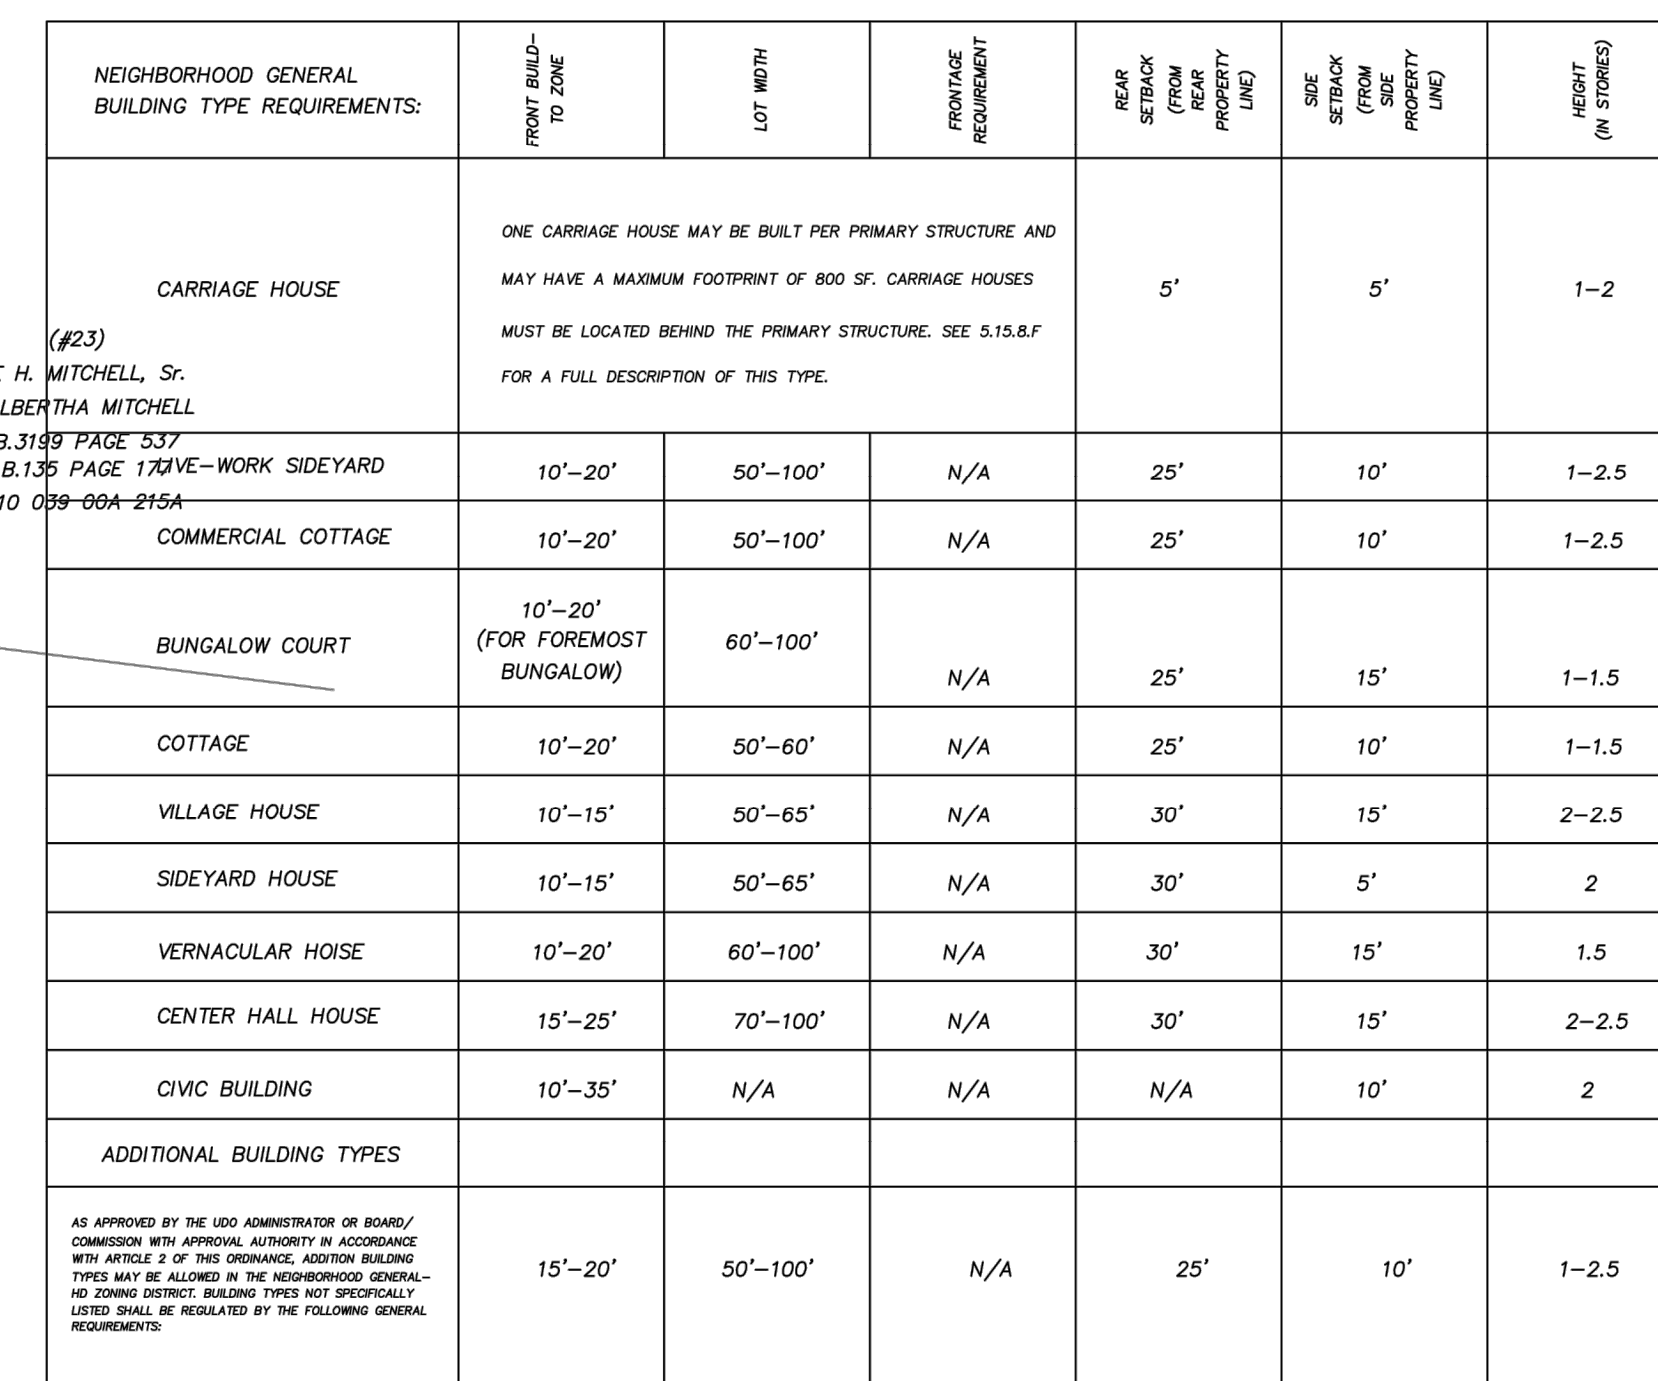 NEIGHBORHOOD GENERAL
BUILDING TYPE REQUIREMENTS:
FRONT BUILD-
TO ZONE
LOT WIDTH
FRONTAGE
REQUIREMENT
REAR
SETBACK
(FROM
REAR
PROPERTY
LINE)
SIDE
SETBACK
(FROM
SIDE
PROPERTY
LINE)
HEIGHT
(IN STORIES)
CARRIAGE HOUSE
ONE CARRIAGE HOUSE MAY BE BUILT PER PRIMARY STRUCTURE AND
MAY HAVE A MAXIMUM FOOTPRINT OF 800 SF. CARRIAGE HOUSES
MUST BE LOCATED BEHIND THE PRIMARY STRUCTURE. SEE 5.15.8.F
FOR A FULL DESCRIPTION OF THIS TYPE.
5' 5' 1-2
(#23)
H. MITCHELL, Sr.
LBERTHA MITCHELL
B.3199 PAGE 537
B.135 PAGE 177
10 039 00A 215A
LIVE-WORK SIDEYARD 10'-20' 50'-100' N/A 25' 10' 1-2.5
COMMERCIAL COTTAGE 10'-20' 50'-100' N/A 25' 10' 1-2.5
BUNGALOW COURT
10'-20'
(FOR FOREMOST
BUNGALOW)
60'-100' N/A 25' 15' 1-1.5
COTTAGE 10'-20' 50'-60' N/A 25' 10' 1-1.5
VILLAGE HOUSE 10'-15' 50'-65' N/A 30' 15' 2-2.5
SIDEYARD HOUSE 10'-15' 50'-65' N/A 30' 5' 2
VERNACULAR HOISE 10'-20' 60'-100' N/A 30' 15' 1.5
CENTER HALL HOUSE 15'-25' 70'-100' N/A 30' 15' 2-2.5
CIVIC BUILDING 10'-35' N/A N/A N/A 10' 2
ADDITIONAL BUILDING TYPES
AS APPROVED BY THE UDO ADMINISTRATOR OR BOARD/
COMMISSION WITH APPROVAL AUTHORITY IN ACCORDANCE
WITH ARTICLE 2 OF THIS ORDINANCE, ADDITION BUILDING
TYPES MAY BE ALLOWED IN THE NEIGHBORHOOD GENERAL-
HD ZONING DISTRICT. BUILDING TYPES NOT SPECIFICALLY
LISTED SHALL BE REGULATED BY THE FOLLOWING GENERAL
REQUIREMENTS:
15'-20' 50'-100' N/A 25' 10' 1-2.5